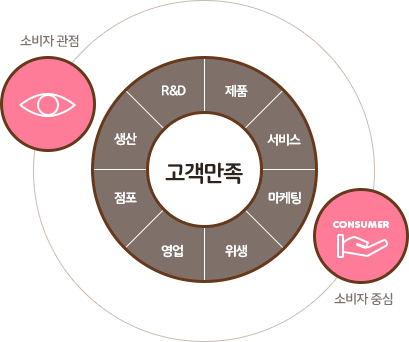 소비자 관점
R&D
제품
생산
서비스
고객만족
점포
마케팅
영업
위생
CONSUMER
소비자 중심